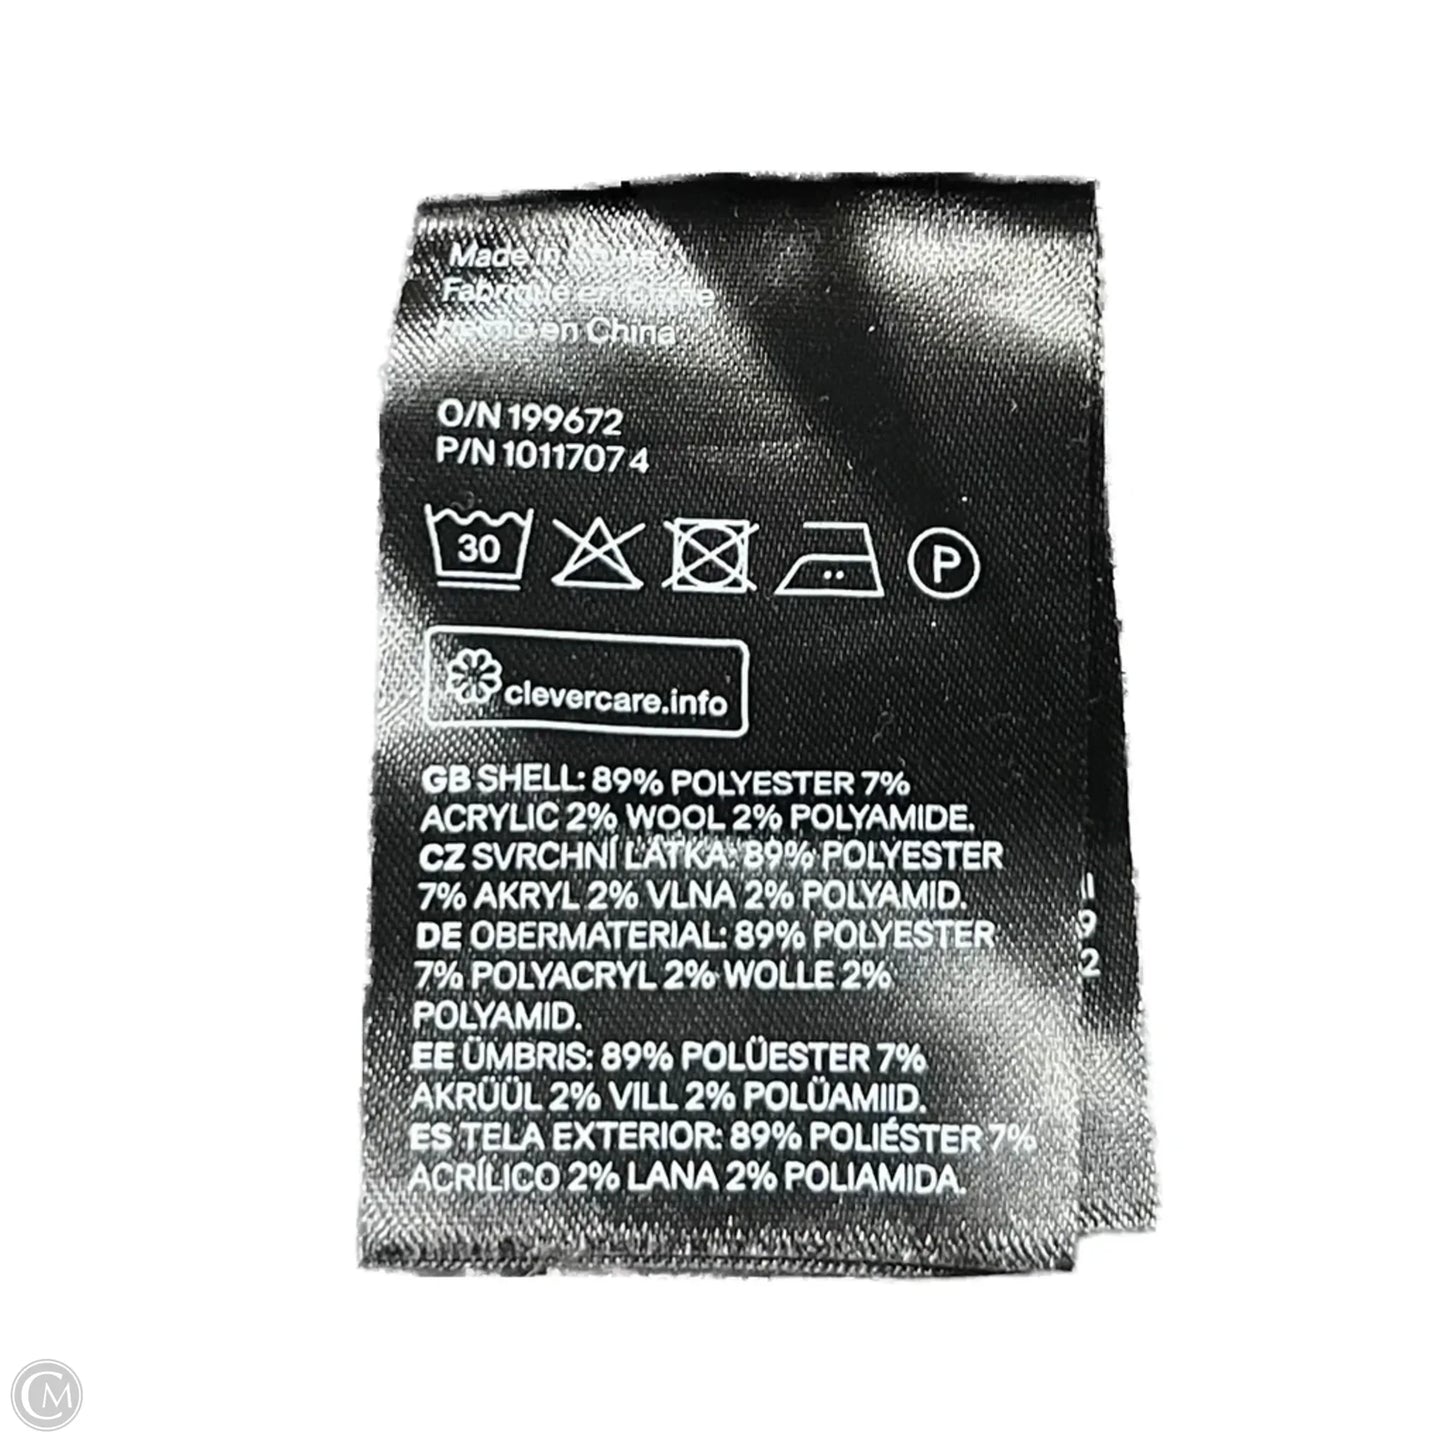 Made in China
Fabriqué en Chine
Hecho en China
O/N 199672
P/N 1011707 4
30
P
clevercare.info
GB SHELL: 89% POLYESTER 7%
ACRYLIC 2% WOOL 2% POLYAMIDE.
CZ SVRCHNÍ LÁTKA: 89% POLYESTER
7% AKRYL 2% VLNA 2% POLYAMID.
DE OBERMATERIAL: 89% POLYESTER
7% POLYACRYL 2% WOLLE 2%
POLYAMID.
EE ÜMBRIS: 89% POLÜESTER 7%
AKRÜÜL 2% VILL 2% POLÜAMIID.
ES TELA EXTERIOR: 89% POLIÉSTER 7%
ACRÍLICO 2% LANA 2% POLIAMIDA.
9
2
CM